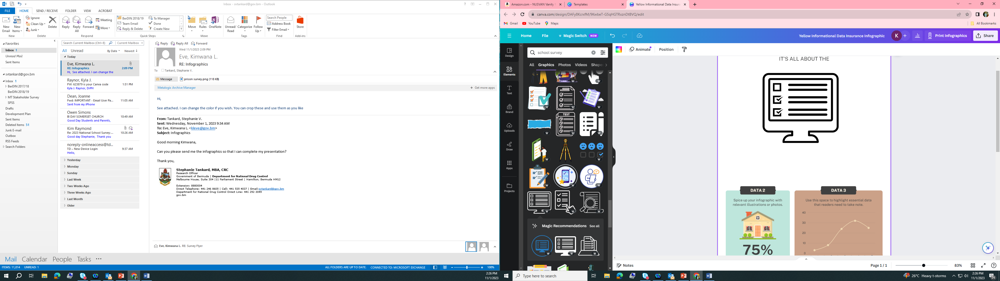 Inbox - svtankard@gov.bm - Outlook
FILE HOME SEND / RECEIVE FOLDER VIEW ACROBAT
New Email
New Items
Ignore
Clean Up
Junk
Delete
Reply
Reply All
Forward
Meeting
More
BerDIN 2018/19
Team Email
Reply & Delete
To Manager
Done
Create New
Move
Rules
OneNote
Unread/ Read
Categorize
Follow Up
Search People
Address Book
Filter Email
Store
New Delete Respond Quick Steps Move Tags Find Add-ins
Favorites
Inbox 1
Unread Mail
Sent Items
svtankard@gov.bm
Inbox 1
BerDIN 2017/18
BerDIN 2018/19
MT Stakeholder Survey
SPSS
Drafts
Development Plan
Sent Items
Deleted Items 51
Junk E-mail
Outbox
RSS Feeds
Search Folders
Search Current Mailbox (Ctrl+E) Current Mailbox
All Unread By Date Newest
Today
Eve, Kimwana L.
RE: Infographics 2:09 PM
Hi, See attached. I can change the
Raynor, Kyla J.
FW: 623879 is your Canva code 1:51 PM
Kyla J. Raynor, DrPH
Dean, Joanne
Fwd: IMPORTANT - Email User Pa... 11:05 AM
Sent from my iPhone
Owen Simons
BI DAY SOMERSET CHURCH 10:49 AM
Good Day Students and Parents,
Kim Raymond
Re: 2023 National School Survey-... 10:26 AM
Good day Stephanie, Thank you
noreply-onlineaccess@td...
TD – New Device Login 9:37 AM
Hello,
Yesterday
Monday
Sunday
Last Week
Two Weeks Ago
Three Weeks Ago
Last Month
Older
Reply Reply All Forward
Wed 11/1/2023 2:09 PM
Eve, Kimwana L.
RE: Infographics
To Tankard, Stephanie V.
Message prison survey.png (118 KB)
Metalogix Archive Manager + Get more apps
Hi,
See attached. I can change the color if you wish. You can crop these and use them as you like
From: Tankard, Stephanie V.
Sent: Wednesday, November 1, 2023 9:34 AM
To: Eve, Kimwana L. <kleve@gov.bm>
Subject: Infographics
Good morning Kimwana,
Can you please send me the infographics so that I can complete my presentation?
Thank you,
Stephanie Tankard, MBA, CRC
Research Officer
Government of Bermuda | Department for National Drug Control
Melbourne House, Suite 304 |11 Parliament Street | Hamilton, Bermuda HM12
Extension: 8880004
Direct Telephone: 441 246 8605 | Cell: 441 535 4037 | Email:svtankard@gov.bm
Department for National Drug Control Direct Line: 441 292 3049
gov.bm
Eve, Kimwana L. RE: Survey Flyer
Mail Calendar People Tasks
ITEMS: 11,014 UNREAD: 1 ALL FOLDERS ARE UP TO DATE. CONNECTED TO: MICROSOFT EXCHANGE 100%
2:26 PM
11/1/2023
Amazon.com - NUSVAN Vanity Templates Yellow Informational Data Insura
canva.com/design/DAFy8KcrxfM/9KwbeT-G5qHGTRxznDtBVQ/edit
Gmail YouTube Maps All Bookmarks
Home File Magic Switch NEW Yellow Informational Data Insurance Infographic K + Print Infographics Share
Design
Elements
Text
Brand
Uploads
Draw
Apps
Projects
school survey
All Graphics Photos Videos Shapes
TEST
Magic Recommendations See all
Animate Position
IT'S ALL ABOUT THE
DATA 2
Spice up your infographic with
relevant illustrations or photos.
75%
DATA 3
Use this space to highlight essential data
that readers need to take note.
40
30
20
10
0
Notes Page 1 / 1 83%
Type here to search
26°C Heavy t-storms
2:26 PM
11/1/2023
26